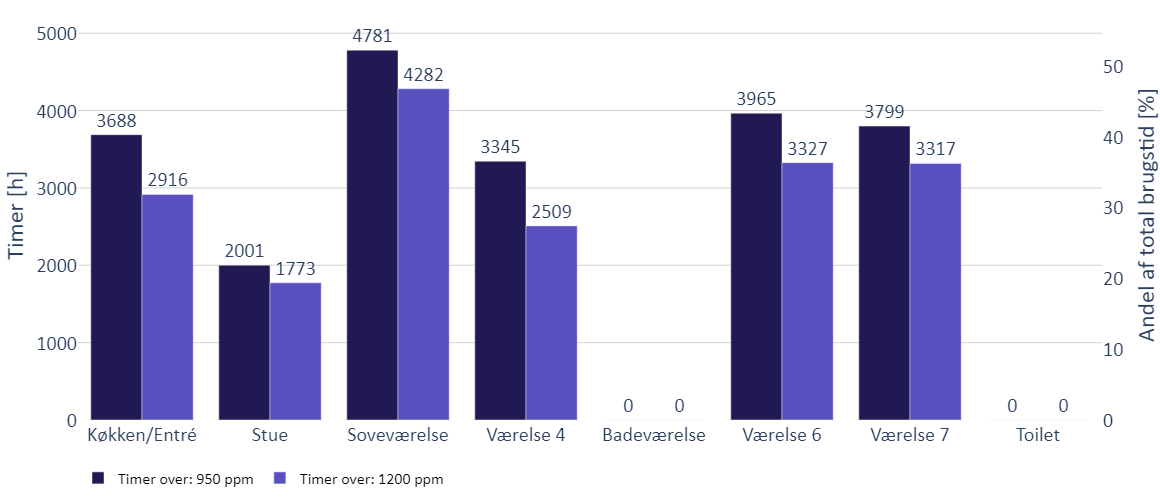 5000
4000
3000
2000
1000
0
Timer [h]
50
40
30
20
10
0
Andel af total brugstid [%]
3688
2916
2001
1773
4781
4282
3345
2509
0
0
3965
3327
3799
3317
0
0
Køkken/Entré
Stue
Soveværelse
Værelse 4
Badeværelse
Værelse 6
Værelse 7
Toilet
Timer over: 950 ppm
Timer over: 1200 ppm